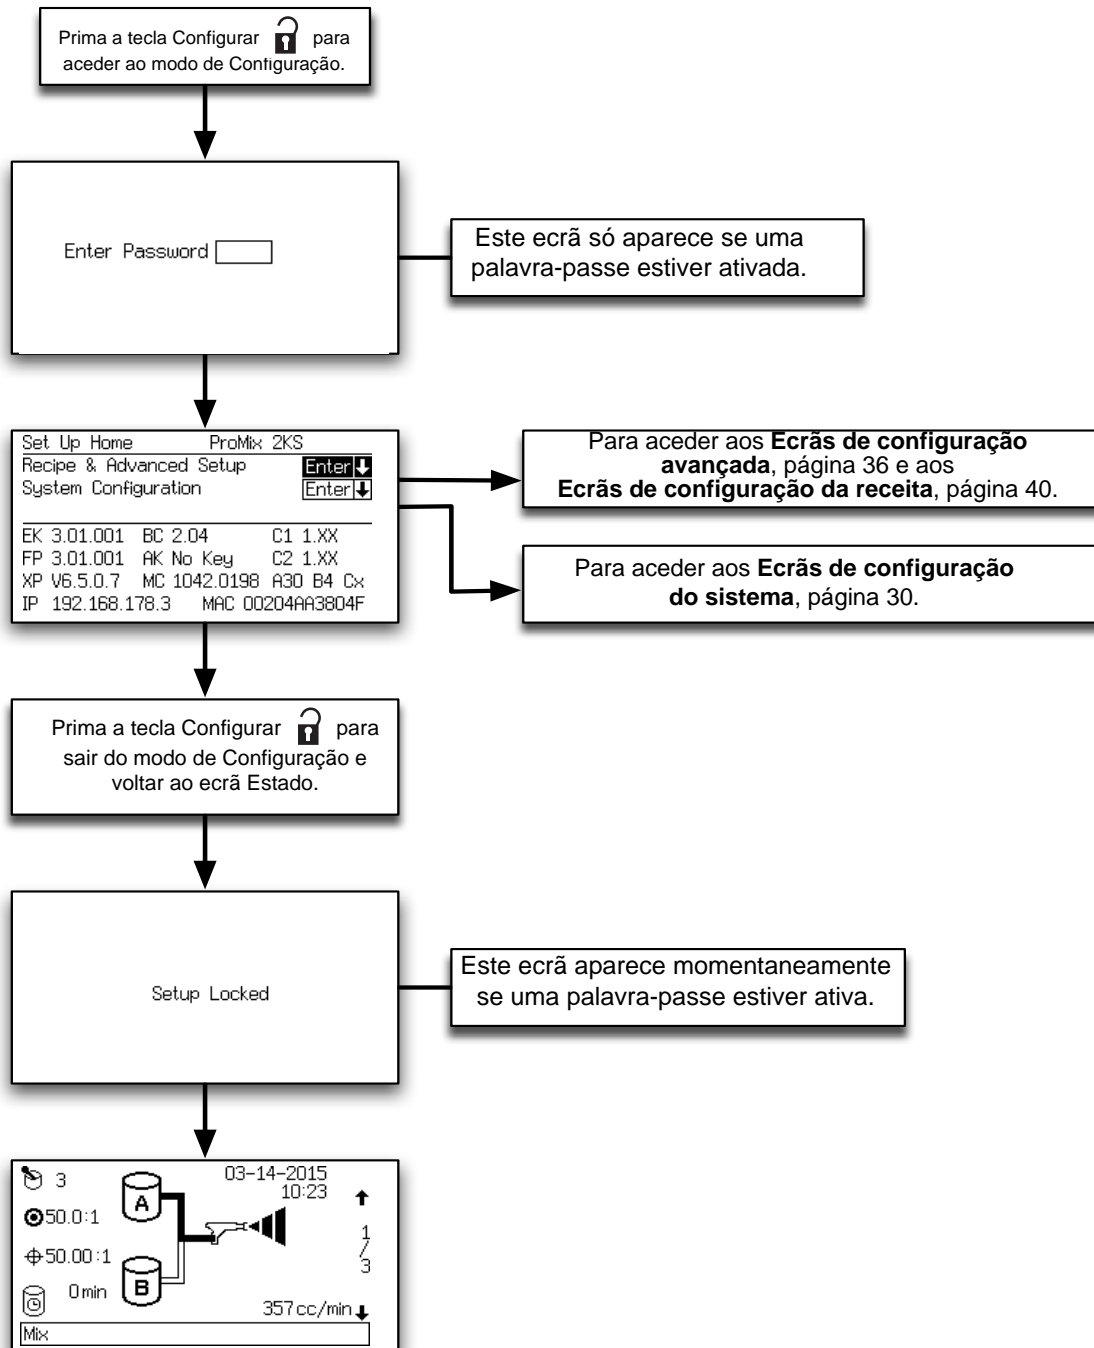 Prima a tecla Configurar para
aceder ao modo de Configuração.
Enter Password
Este ecrã só aparece se uma
palavra-passe estiver ativada.
Set Up Home ProMix 2KS
Recipe & Advanced Setup Enter
System Configuration Enter
EK 3.01.001 BC 2.04 C1 1.XX
FP 3.01.001 AK No Key C2 1.XX
XP V6.5.0.7 MC 1042.0198 A30 B4 Cx
IP 192.168.178.3 MAC 00204AA3804F
Para aceder aos Ecrãs de configuração
avançada, página 36 e aos
Ecrãs de configuração da receita, página 40.
Para aceder aos Ecrãs de configuração
do sistema, página 30.
Prima a tecla Configurar para
sair do modo de Configuração e
voltar ao ecrã Estado.
Setup Locked
Este ecrã aparece momentaneamente
se uma palavra-passe estiver ativa.
3
03-14-2015
10:23
A
50.0:1
1
/
3
50.00:1
0min
B
357cc/min
Mix